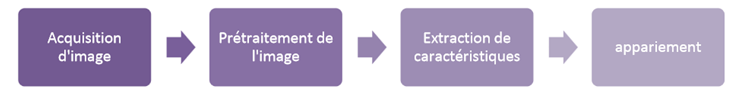 Acquisition
d'image
Prétraitement de
l'image
Extraction de
caractéristiques
appariement